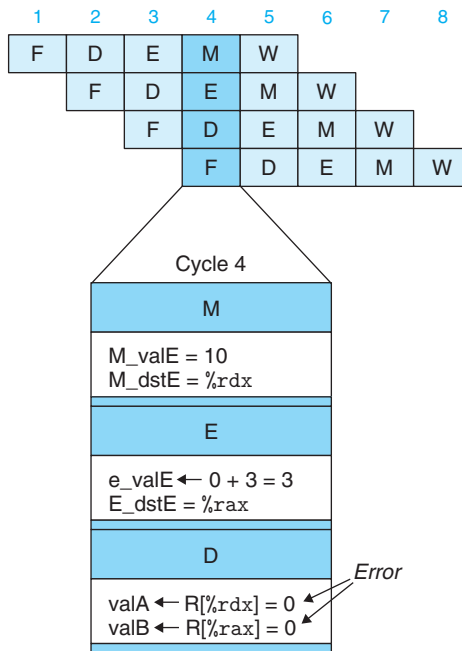 1 2 3 4 5 6 7 8
F D E M W
F D E M W
F D E M W
F D E M W
Cycle 4
M
M_valE = 10
M_dstE = %rdx
E
e_valE ← 0 + 3 = 3
E_dstE = %rax
D
Error
valA ← R[%rdx] = 0
valB ← R[%rax] = 0